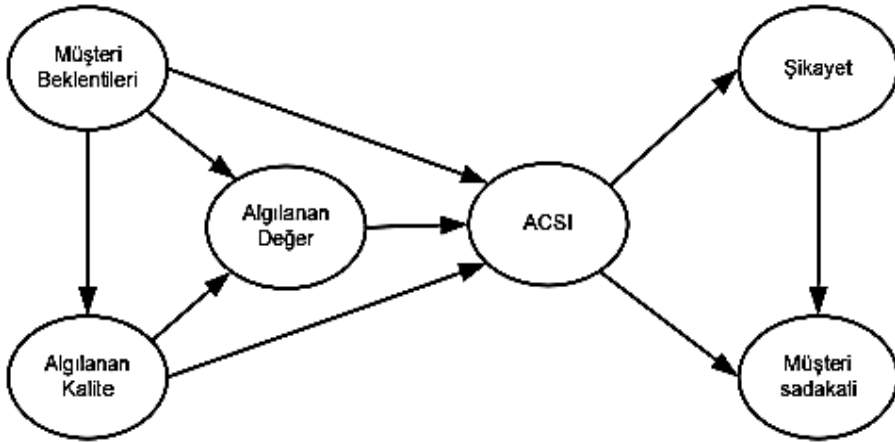 Müşteri
Beklentileri
Şikayet
Algılanan
Değer
ACSI
Algılanan
Kalite
Müşteri
sadakati